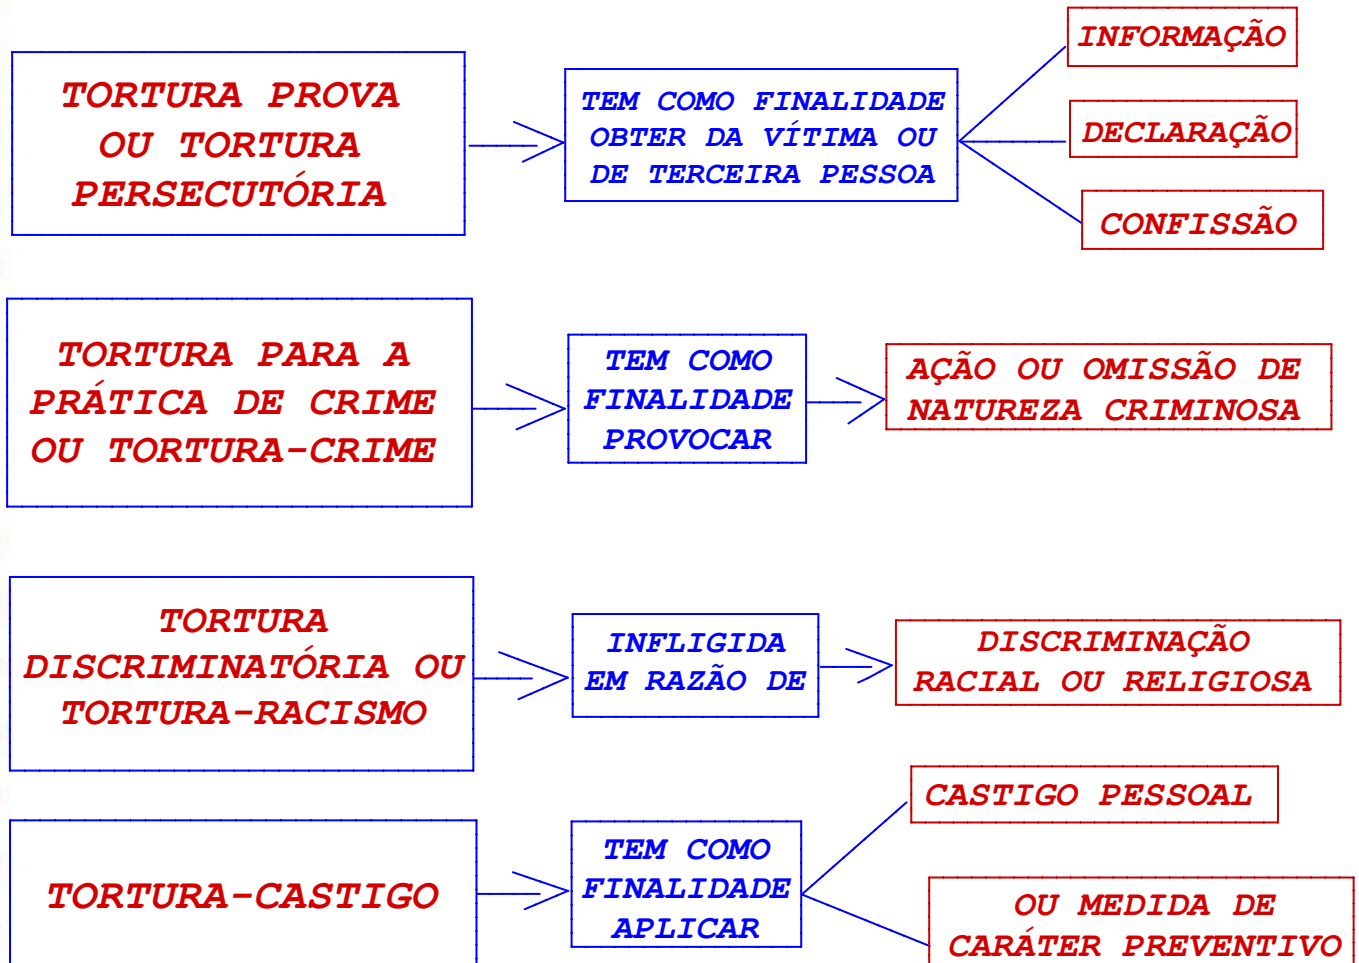 TORTURA PROVA
OU TORTURA
PERSECUTÓRIA
TEM COMO FINALIDADE
OBTER DA VÍTIMA OU
DE TERCEIRA PESSOA
INFORMAÇÃO
DECLARAÇÃO
CONFISSÃO
TORTURA PARA A
PRÁTICA DE CRIME
OU TORTURA-CRIME
TEM COMO
FINALIDADE
PROVOCAR
AÇÃO OU OMISSÃO DE
NATUREZA CRIMINOSA
TORTURA
DISCRIMINATÓRIA OU
TORTURA-RACISMO
INFLIGIDA
EM RAZÃO DE
DISCRIMINAÇÃO
RACIAL OU RELIGIOSA
TORTURA-CASTIGO
TEM COMO
FINALIDADE
APLICAR
CASTIGO PESSOAL
OU MEDIDA DE
CARÁTER PREVENTIVO